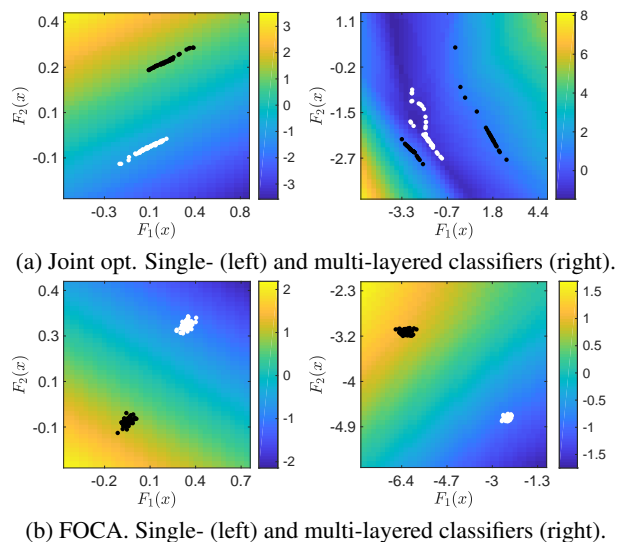 0.4
0.2
-0.1
F₂(x)
-0.3 0.1 0.4 0.8
F₁(x)
3
2
1
0
-1
-2
-3
1.1
-0.2
-1.5
-2.7
F₂(x)
-3.3 -0.7 1.8 4.4
F₁(x)
8
6
4
2
0
(a) Joint opt. Single- (left) and multi-layered classifiers (right).
0.4
0.3
0.1
-0.1
F₂(x)
-0.2 0.1 0.4 0.7
F₁(x)
2
1
0
-1
-2
-2.3
-3.2
-4
-4.9
F₂(x)
-6.4 -4.7 -3 -1.3
F₁(x)
1.5
1
0.5
0
-0.5
-1
-1.5
(b) FOCA. Single- (left) and multi-layered classifiers (right).